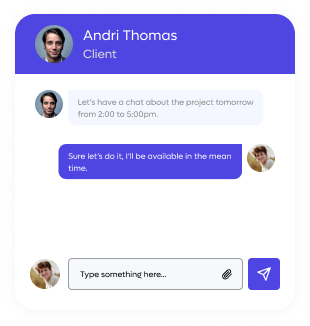 Andri Thomas
Client
Let's have a chat about the project tomorrow
from 2:00 to 5:00pm.
Sure let's do it, I'll be available in the mean
time.
Type something here...